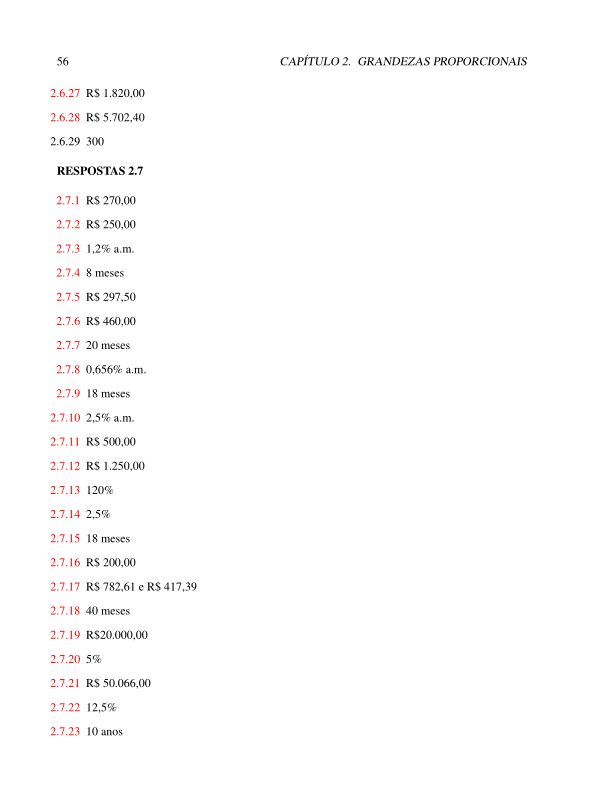 56 CAPÍTULO 2. GRANDEZAS PROPORCIONAIS
2.6.27 R$ 1.820,00
2.6.28 R$ 5.702,40
2.6.29 300
RESPOSTAS 2.7
2.7.1 R$ 270,00
2.7.2 R$ 250,00
2.7.3 1,2% a.m.
2.7.4 8 meses
2.7.5 R$ 297,50
2.7.6 R$ 460,00
2.7.7 20 meses
2.7.8 0,656% a.m.
2.7.9 18 meses
2.7.10 2,5% a.m.
2.7.11 R$ 500,00
2.7.12 R$ 1.250,00
2.7.13 120%
2.7.14 2,5%
2.7.15 18 meses
2.7.16 R$ 200,00
2.7.17 R$ 782,61 e R$ 417,39
2.7.18 40 meses
2.7.19 R$20.000,00
2.7.20 5%
2.7.21 R$ 50.066,00
2.7.22 12,5%
2.7.23 10 anos